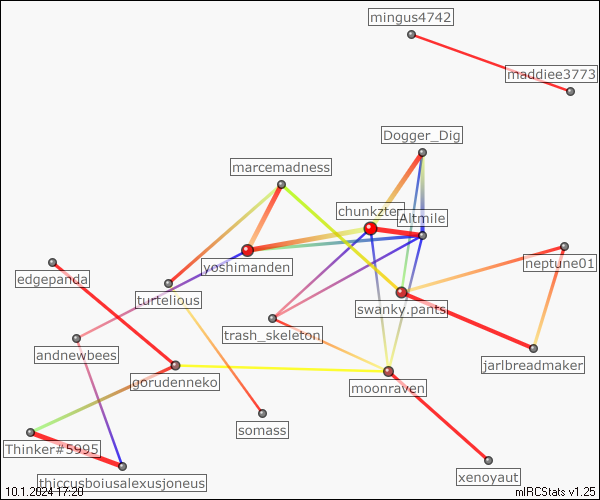 mingus4742
maddiee3773
Dogger_Dig
marcemadness
chunkzter
Altmile
yoshimanden
neptune01
edgepanda
turtelious
swanky.pants
trash_skeleton
andnewbees
jarlbreadmaker
gorudenneko
moonraven
somass
Thinker#5995
xenoyaut
thiccusboiusalexusjoneus
10.1.2024 17:20
mIRCStats v1.25